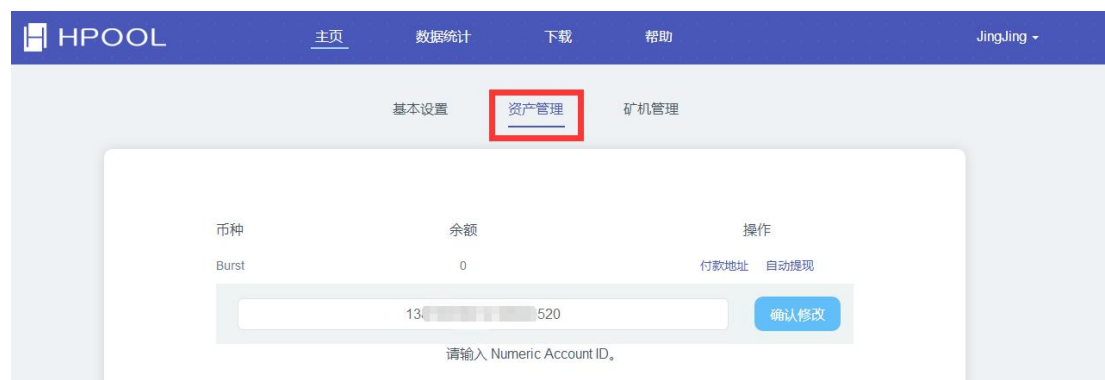 HPOOL 主页 数据统计 下载 帮助 JingJing
基本设置 资产管理 矿机管理
币种 余额 操作
Burst 0 付款地址 自动提现
13 520 确认修改
请输入 Numeric Account ID。